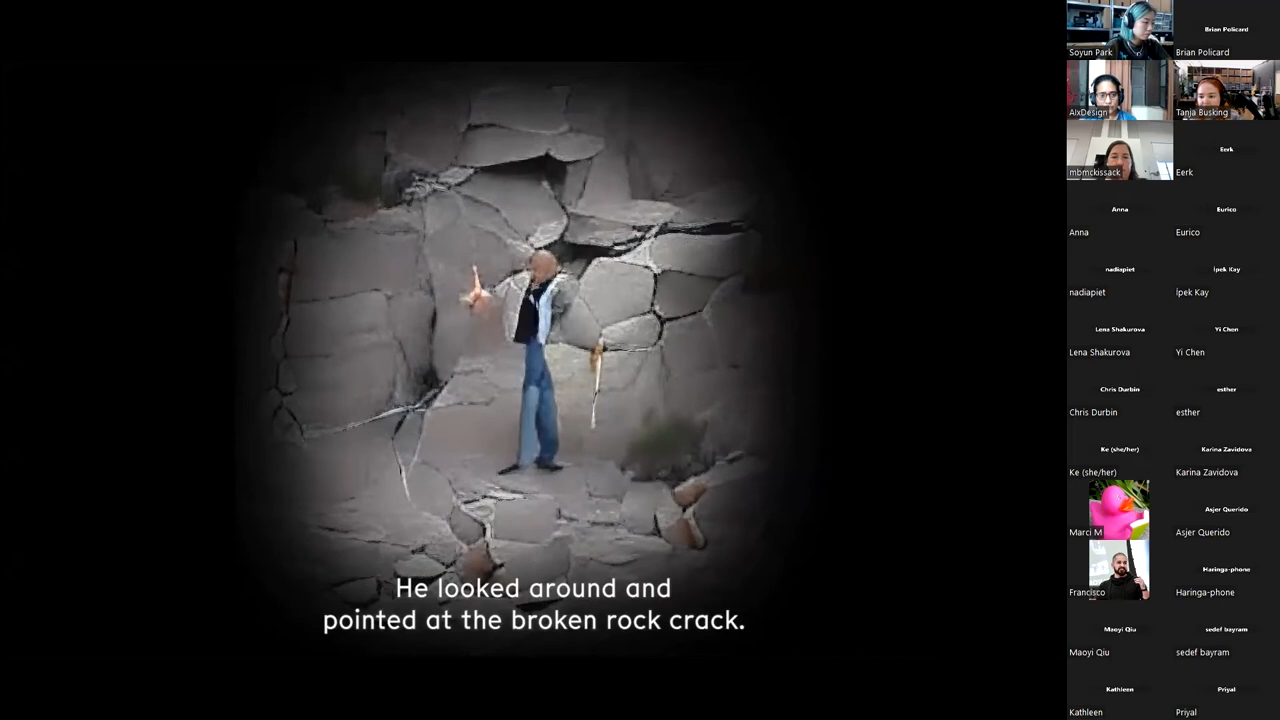 He looked around and
pointed at the broken rock crack.
Soyun Park
Brian Policard
Brian Policard
AIxDesign
Tanja Busking
mbmckissack
Eerk
Eerk
Anna
Anna
Eurico
Eurico
nadiapiet
nadiapiet
İpek Kay
İpek Kay
Lena Shakurova
Lena Shakurova
Yi Chen
Yi Chen
Chris Durbin
Chris Durbin
esther
esther
Ke (she/her)
Ke (she/her)
Karina Zavidova
Karina Zavidova
Marci M
Asjer Querido
Asjer Querido
Francisco
Haringa-phone
Haringa-phone
Maoyi Qiu
Maoyi Qiu
sedef bayram
sedef bayram
Kathleen
Kathleen
Priyal
Priyal